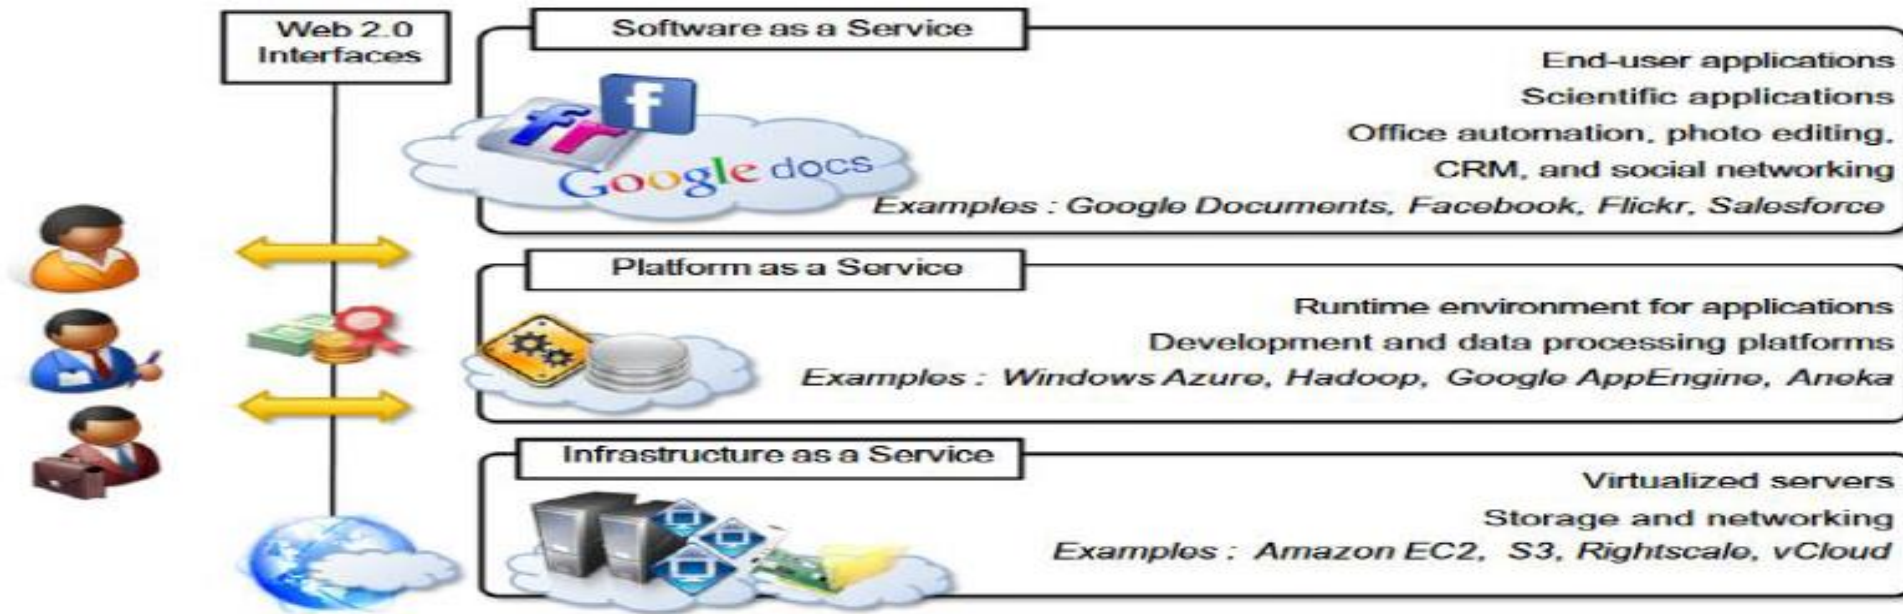 Web 2.0
Interfaces
Software as a Service
End-user applications
Scientific applications
Office automation, photo editing,
CRM, and social networking
Examples : Google Documents, Facebook, Flickr, Salesforce
f
fr
Google docs
Platform as a Service
Runtime environment for applications
Development and data processing platforms
Examples : Windows Azure, Hadoop, Google AppEngine, Aneka
Infrastructure as a Service
Virtualized servers
Storage and networking
Examples : Amazon EC2, S3, Rightscale, vCloud